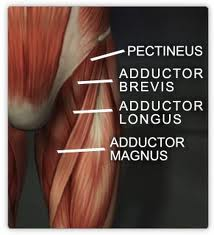 PECTINEUS
ADDUCTOR
BREVIS
ADDUCTOR
LONGUS
ADDUCTOR
MAGNUS